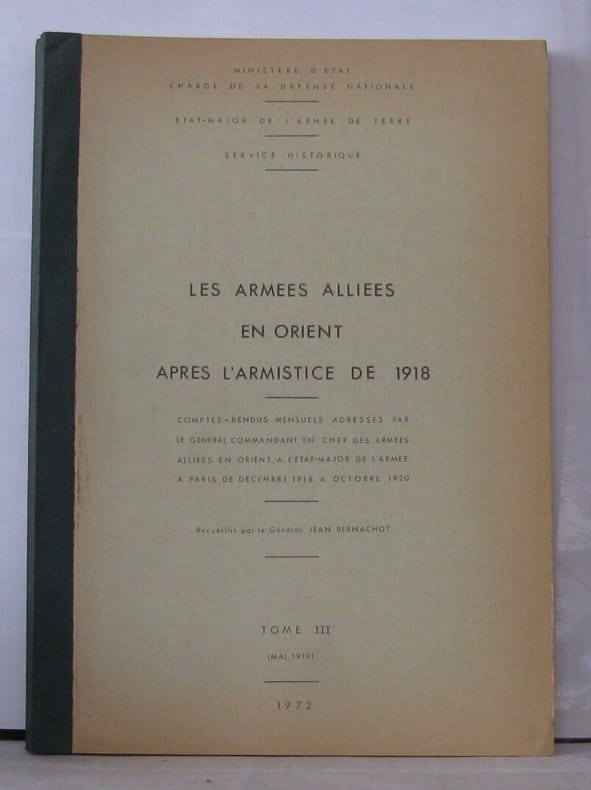 MINISTERE D'ETAT
CHARGE DE LA DEFENSE NATIONALE
ETAT-MAJOR DE L'ARMEE DE TERRE
SERVICE HISTORIQUE
LES ARMEES ALLIEES
EN ORIENT
APRES L'ARMISTICE DE 1918
COMPTES-RENDUS MENSUELS ADRESSES PAR
LE GENERAL COMMANDANT EN CHEF DES ARMEES
ALLIEES EN ORIENT, A L'ETAT-MAJOR DE L'ARMEE
A PARIS, DE DECEMBRE 1918 A OCTOBRE 1920
Recueillis par le Général JEAN BERNACHOT
TOME III
(MAI 1919)
1972